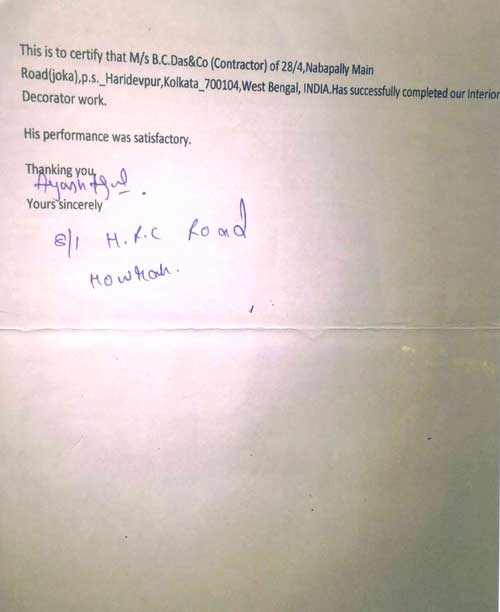 This is to certify that M/s B.C.Das&Co (Contractor) of 28/4,Nabapally Main
Road(joka),p.s._Haridevpur,Kolkata_700104,West Bengal, INDIA.Has successfully completed our Interior
Decorator work.
His performance was satisfactory.
Thanking you,
Ayash
Yours sincerely
8/1 H.R.C Road
Howrah.